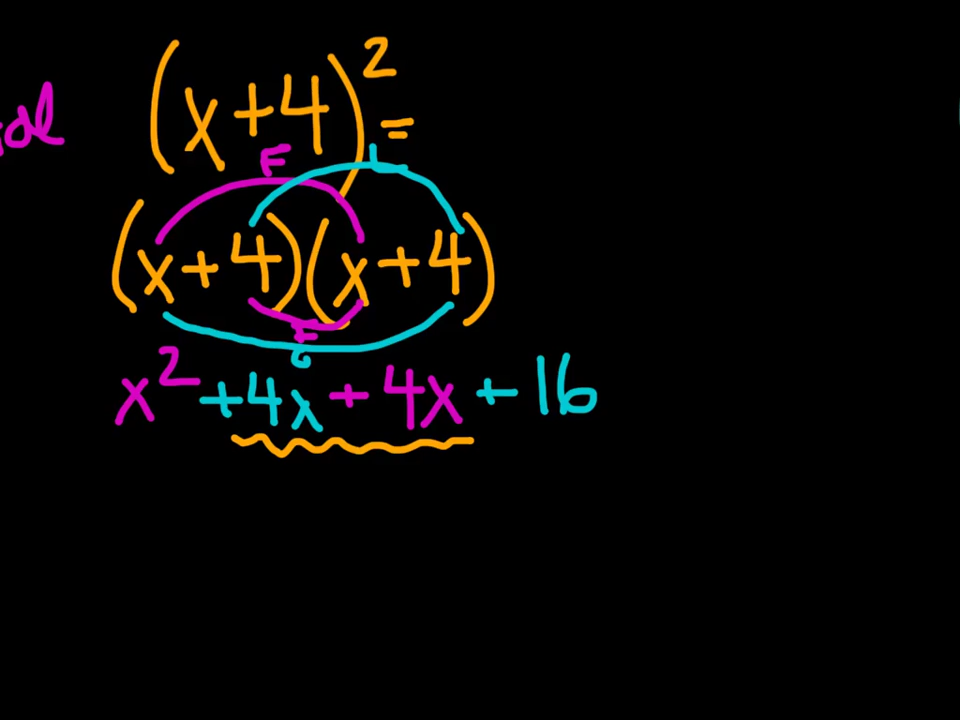 (x+4)² =
F L
(x+4)(x+4)
I
O
x² +4x + 4x + 16